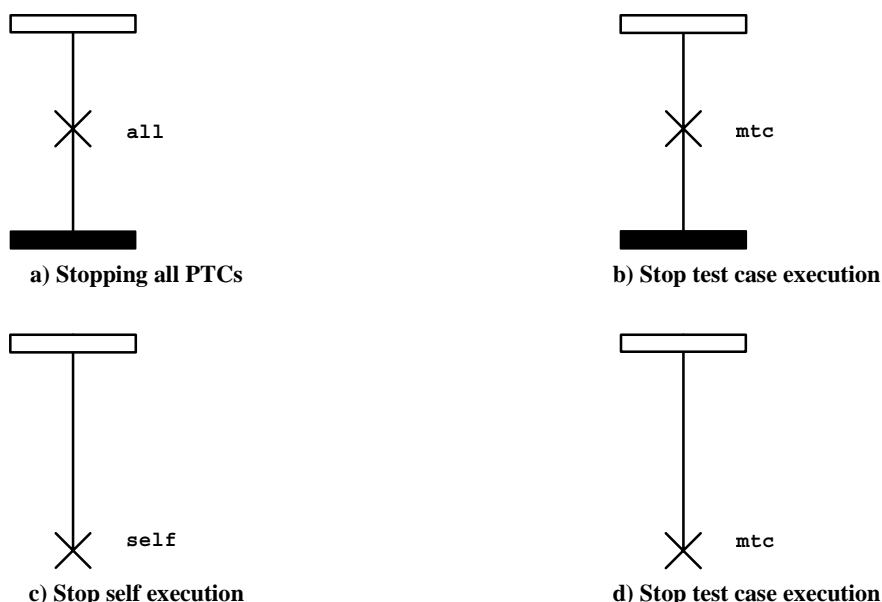 all
mtc
a) Stopping all PTCs
b) Stop test case execution
self
mtc
c) Stop self execution
d) Stop test case execution